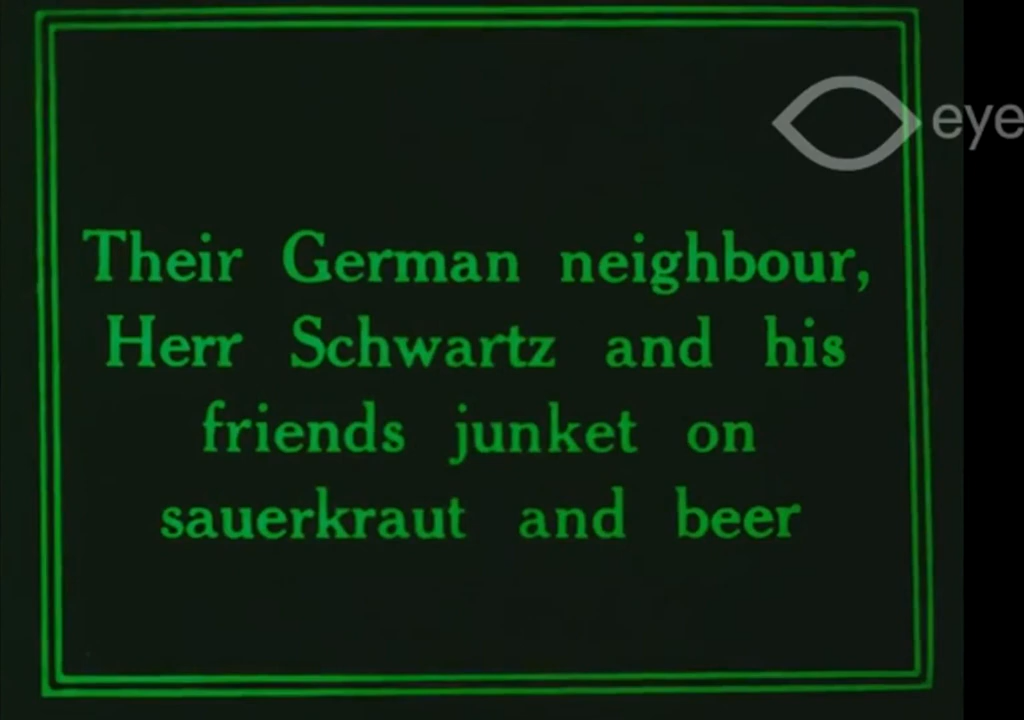 eye
Their German neighbour,
Herr Schwartz and his
friends junket on
sauerkraut and beer